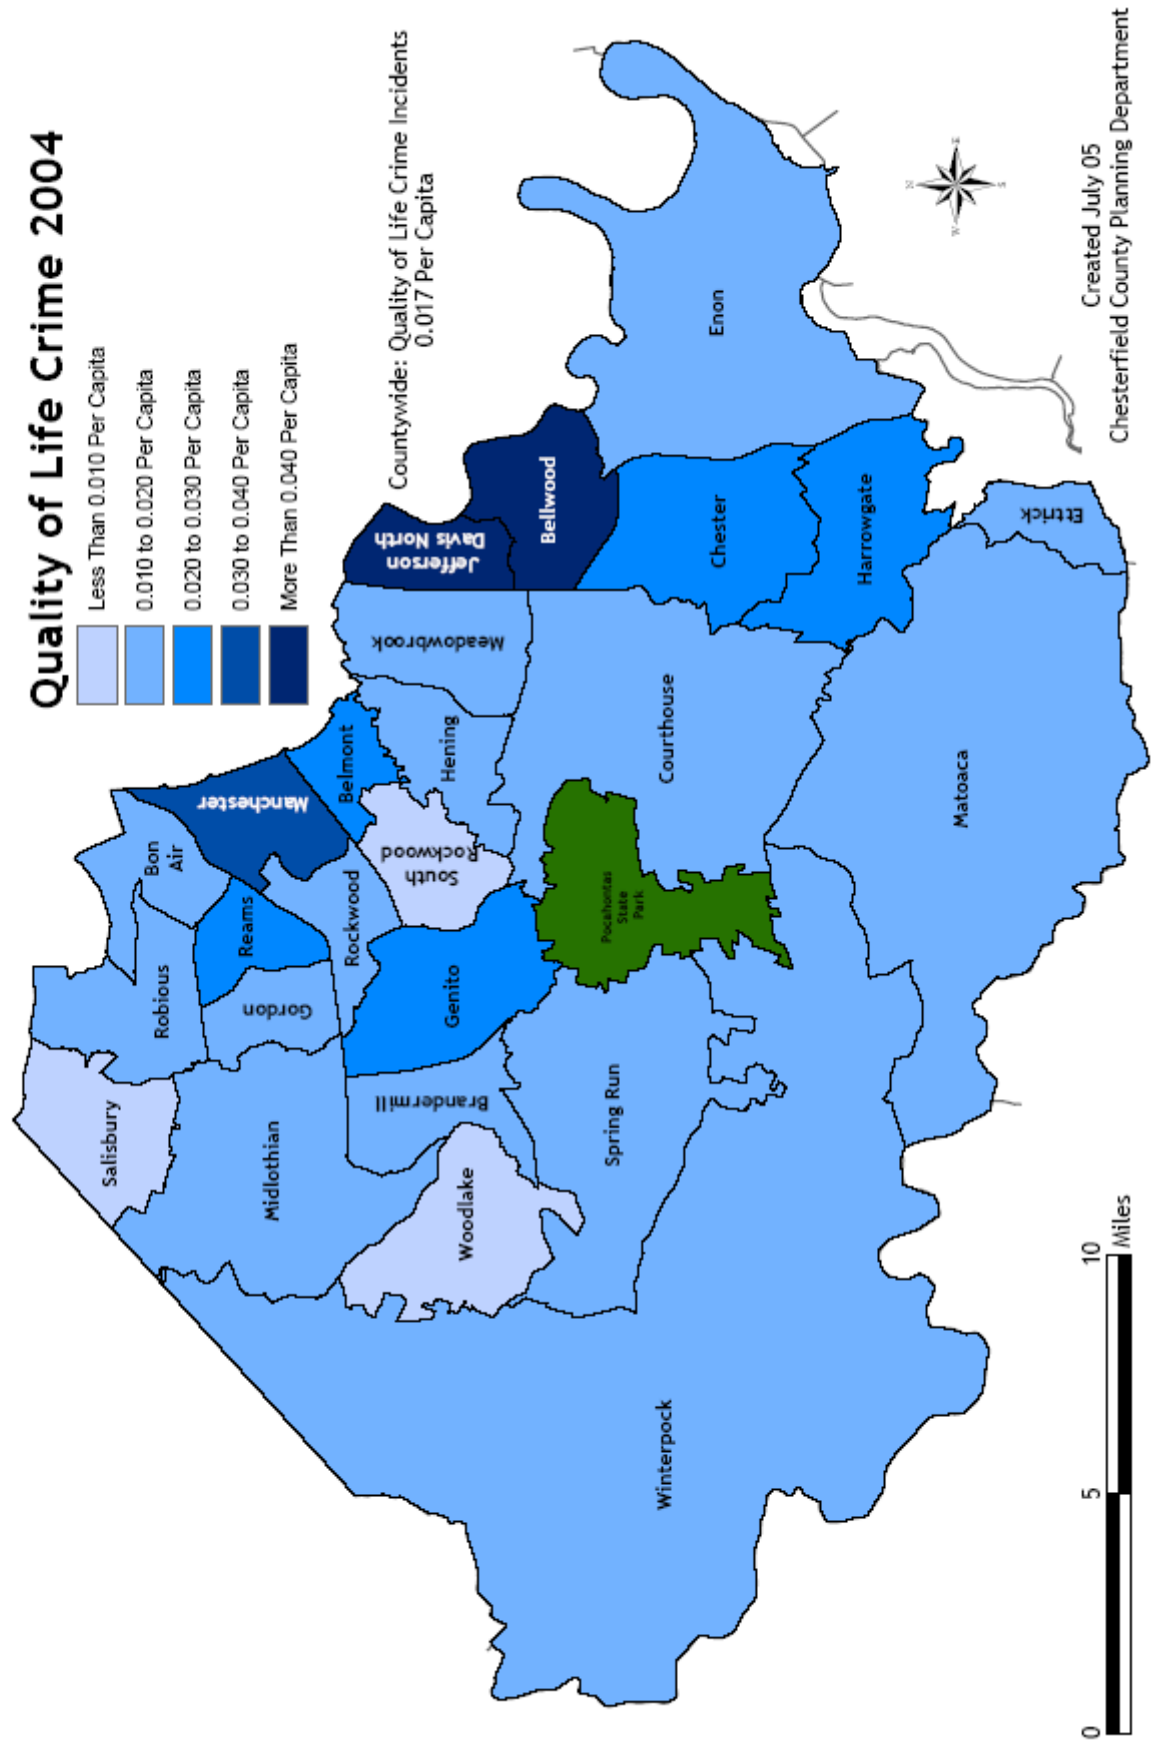 Quality of Life Crime 2004
Less Than 0.010 Per Capita
0.010 to 0.020 Per Capita
0.020 to 0.030 Per Capita
0.030 to 0.040 Per Capita
More Than 0.040 Per Capita
Countywide: Quality of Life Crime Incidents
0.017 Per Capita
Salisbury
Robious
Bon
Air
Manchester
Reams
Gordon
Midlothian
Rockwood
Belmont
South
Rockwood
Hening
Meadowbrook
Jefferson
Davis North
Bellwood
Brandermill
Genito
Woodlake
Spring Run
Pocahontas
State
Park
Courthouse
Chester
Enon
Harrowgate
Winterpock
Matoaca
Ettrick
N
W
E
S
0
5
10
Miles
Created July 05
Chesterfield County Planning Department